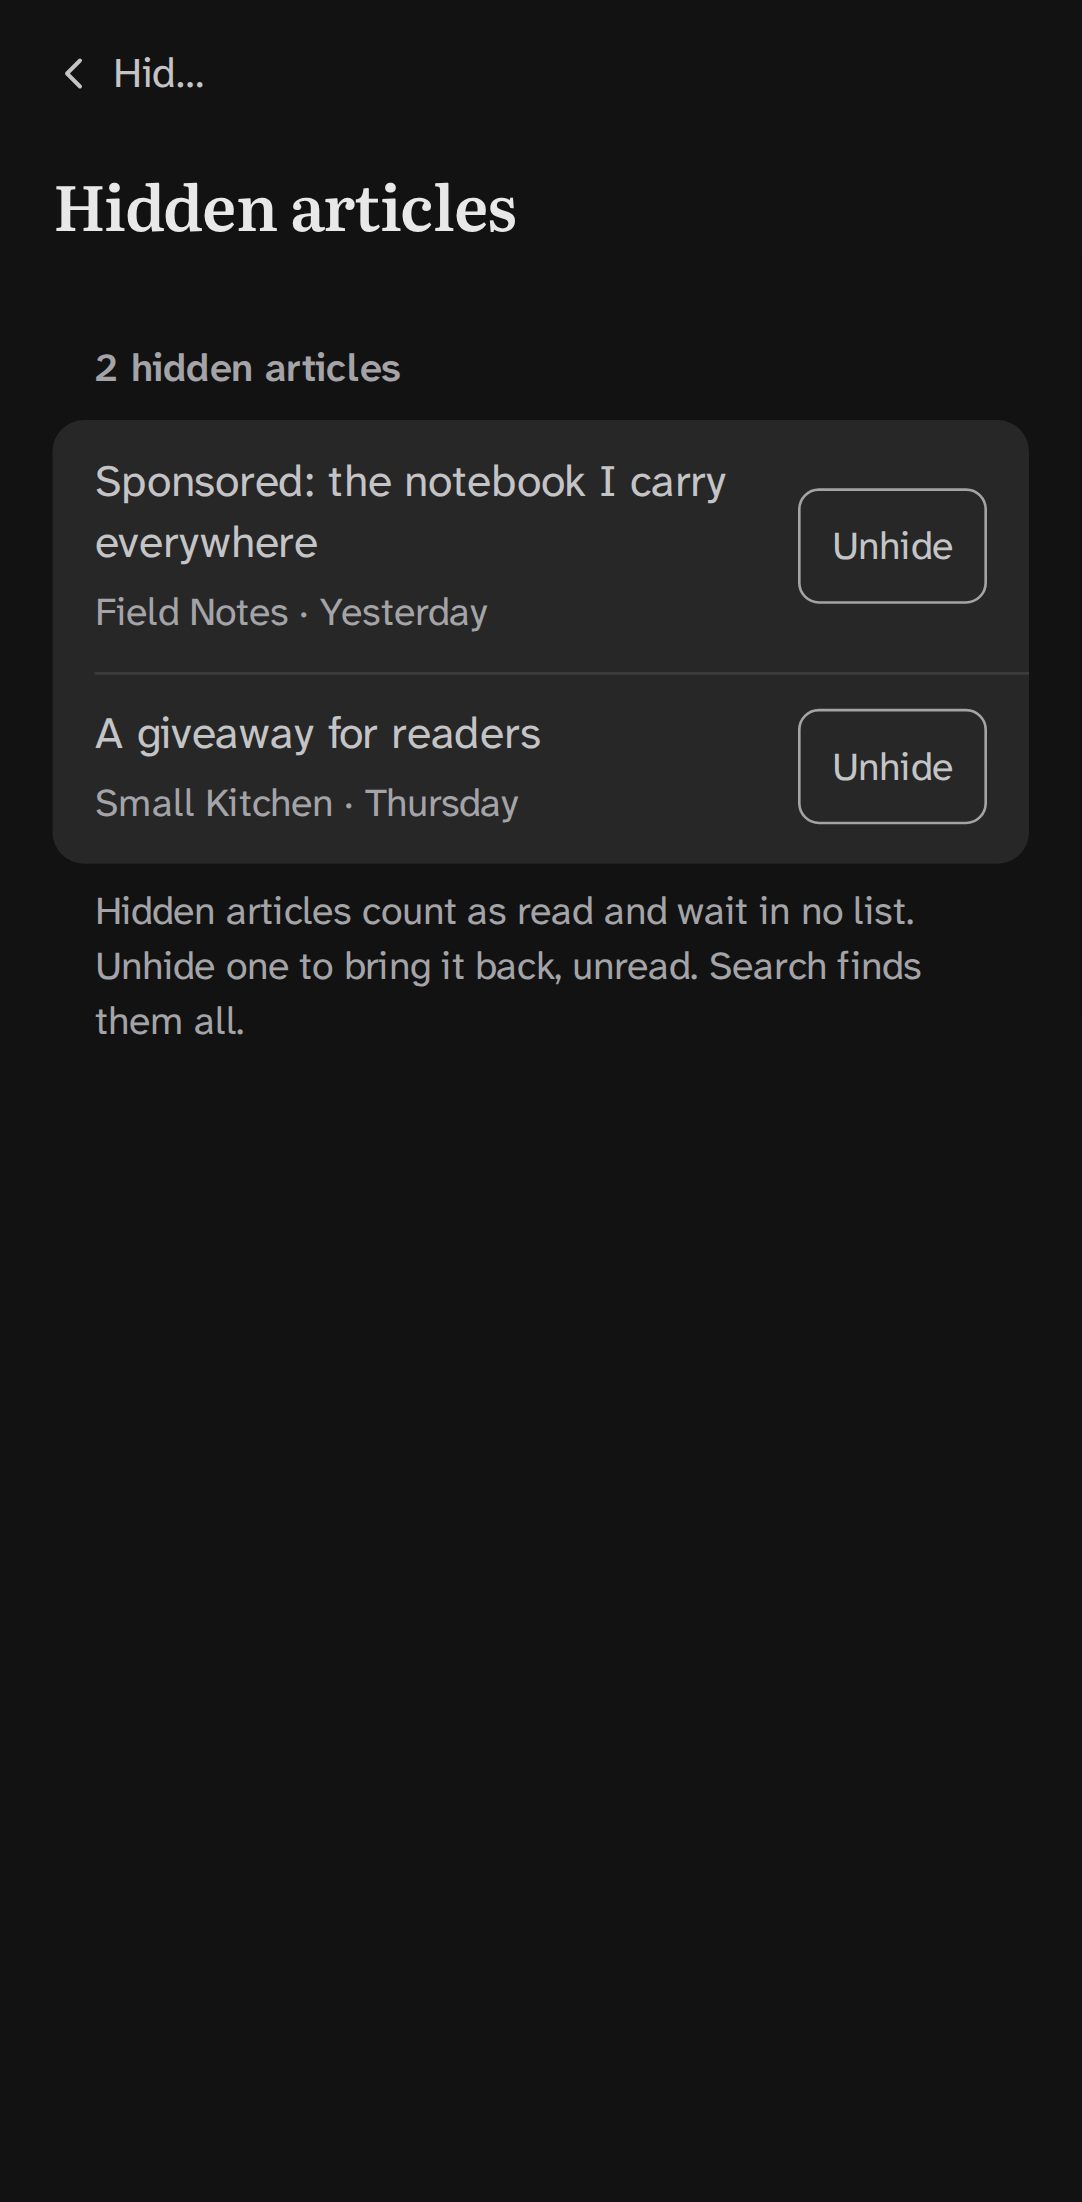 Hid...
Hidden articles
2 hidden articles
Sponsored: the notebook I carry
everywhere
Field Notes · Yesterday
Unhide
A giveaway for readers
Small Kitchen · Thursday
Unhide
Hidden articles count as read and wait in no list.
Unhide one to bring it back, unread. Search finds
them all.